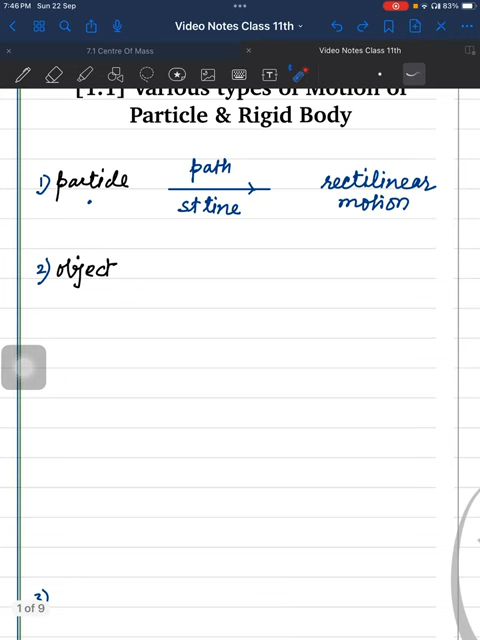 7:46 PM Sun 22 Sep
83%
Video Notes Class 11th
7.1 Centre Of Mass
Video Notes Class 11th
[1.1] Various types of Motion of
Particle & Rigid Body
1) particle
path
st line
rectilinear
motion
2) object
3)
1 of 9